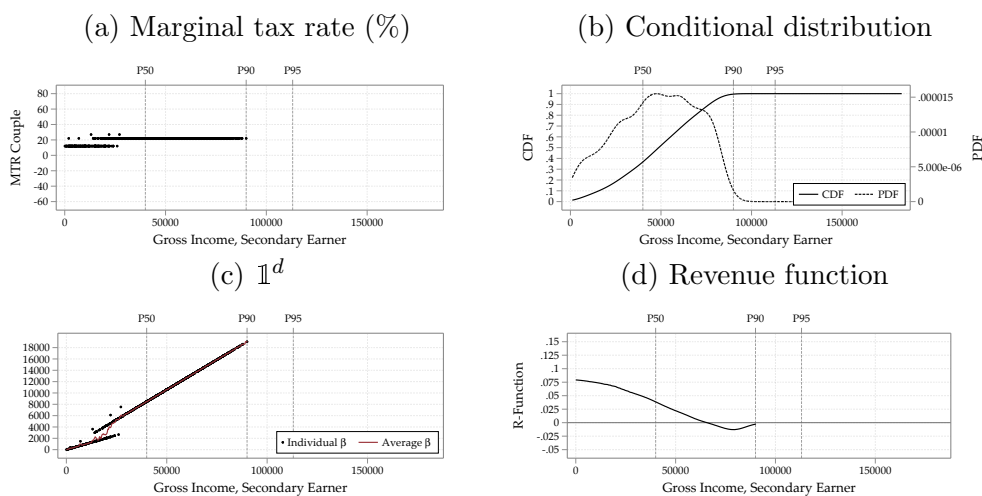 (a) Marginal tax rate (%)
P50 P90 P95
MTR Couple
80
60
40
20
0
-20
-40
-60
0 50000 100000 150000
Gross Income, Secondary Earner
(b) Conditional distribution
P50 P90 P95
CDF
1
.9
.8
.7
.6
.5
.4
.3
.2
.1
0
.000015
.00001
5.000e-06
0
PDF
CDF PDF
0 50000 100000 150000
Gross Income, Secondary Earner
(c) 𝟙ᵈ
P50 P90 P95
18000
16000
14000
12000
10000
8000
6000
4000
2000
0
Individual β Average β
0 50000 100000 150000
Gross Income, Secondary Earner
(d) Revenue function
P50 P90 P95
R-Function
.15
.125
.1
.075
.05
.025
0
-.025
-.05
0 50000 100000 150000
Gross Income, Secondary Earner